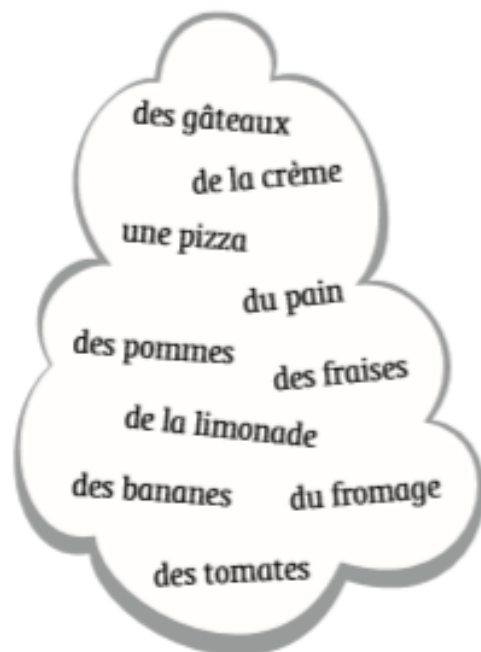 des gâteaux
de la crème
une pizza
du pain
des pommes
des fraises
de la limonade
des bananes
du fromage
des tomates